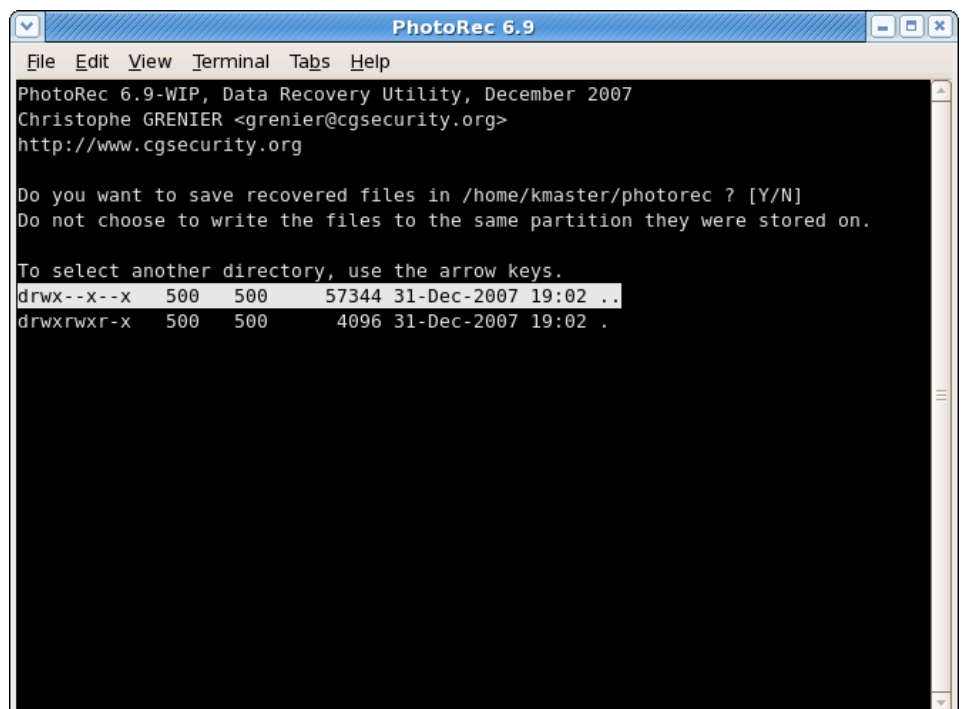 PhotoRec 6.9
File Edit View Terminal Tabs Help
PhotoRec 6.9-WIP, Data Recovery Utility, December 2007
Christophe GRENIER <grenier@cgsecurity.org>
http://www.cgsecurity.org
Do you want to save recovered files in /home/kmaster/photorec ? [Y/N]
Do not choose to write the files to the same partition they were stored on.
To select another directory, use the arrow keys.
drwx--x--x   500   500     57344 31-Dec-2007 19:02 ..
drwxrwxr-x   500   500      4096 31-Dec-2007 19:02 .